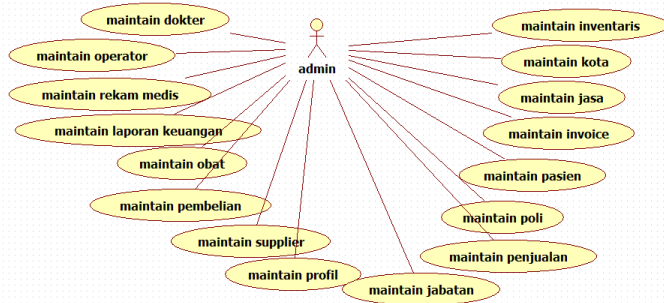 maintain dokter
maintain operator
maintain rekam medis
maintain laporan keuangan
maintain obat
maintain pembelian
maintain supplier
maintain profil
admin
maintain inventaris
maintain kota
maintain jasa
maintain invoice
maintain pasien
maintain poli
maintain penjualan
maintain jabatan